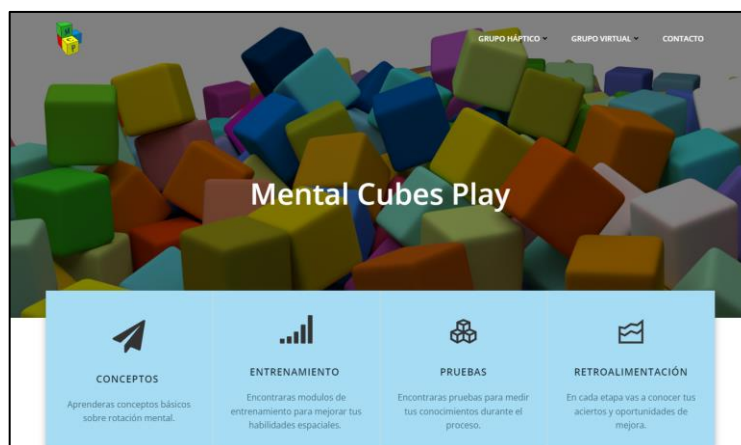 GRUPO HÁPTICO
GRUPO VIRTUAL
CONTACTO
Mental Cubes Play
CONCEPTOS
Aprenderas conceptos básicos
sobre rotación mental.
ENTRENAMIENTO
Encontraras modulos de
entrenamiento para mejorar tus
habilidades espaciales.
PRUEBAS
Encontraras pruebas para medir
tus conocimientos durante el
proceso.
RETROALIMENTACIÓN
En cada etapa vas a conocer tus
aciertos y oportunidades de
mejora.